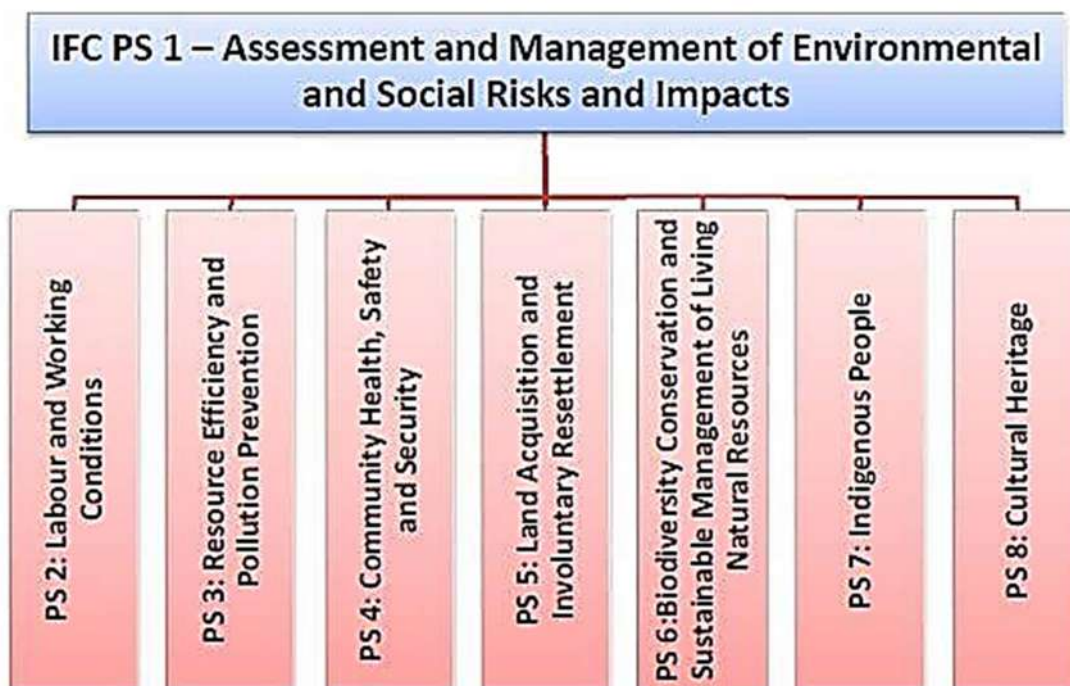 IFC PS 1 – Assessment and Management of Environmental
and Social Risks and Impacts
PS 2: Labour and Working
Conditions
PS 3: Resource Efficiency and
Pollution Prevention
PS 4: Community Health, Safety
and Security
PS 5: Land Acquisition and
Involuntary Resettlement
PS 6:Biodiversity Conservation and
Sustainable Management of Living
Natural Resources
PS 7: Indigenous People
PS 8: Cultural Heritage